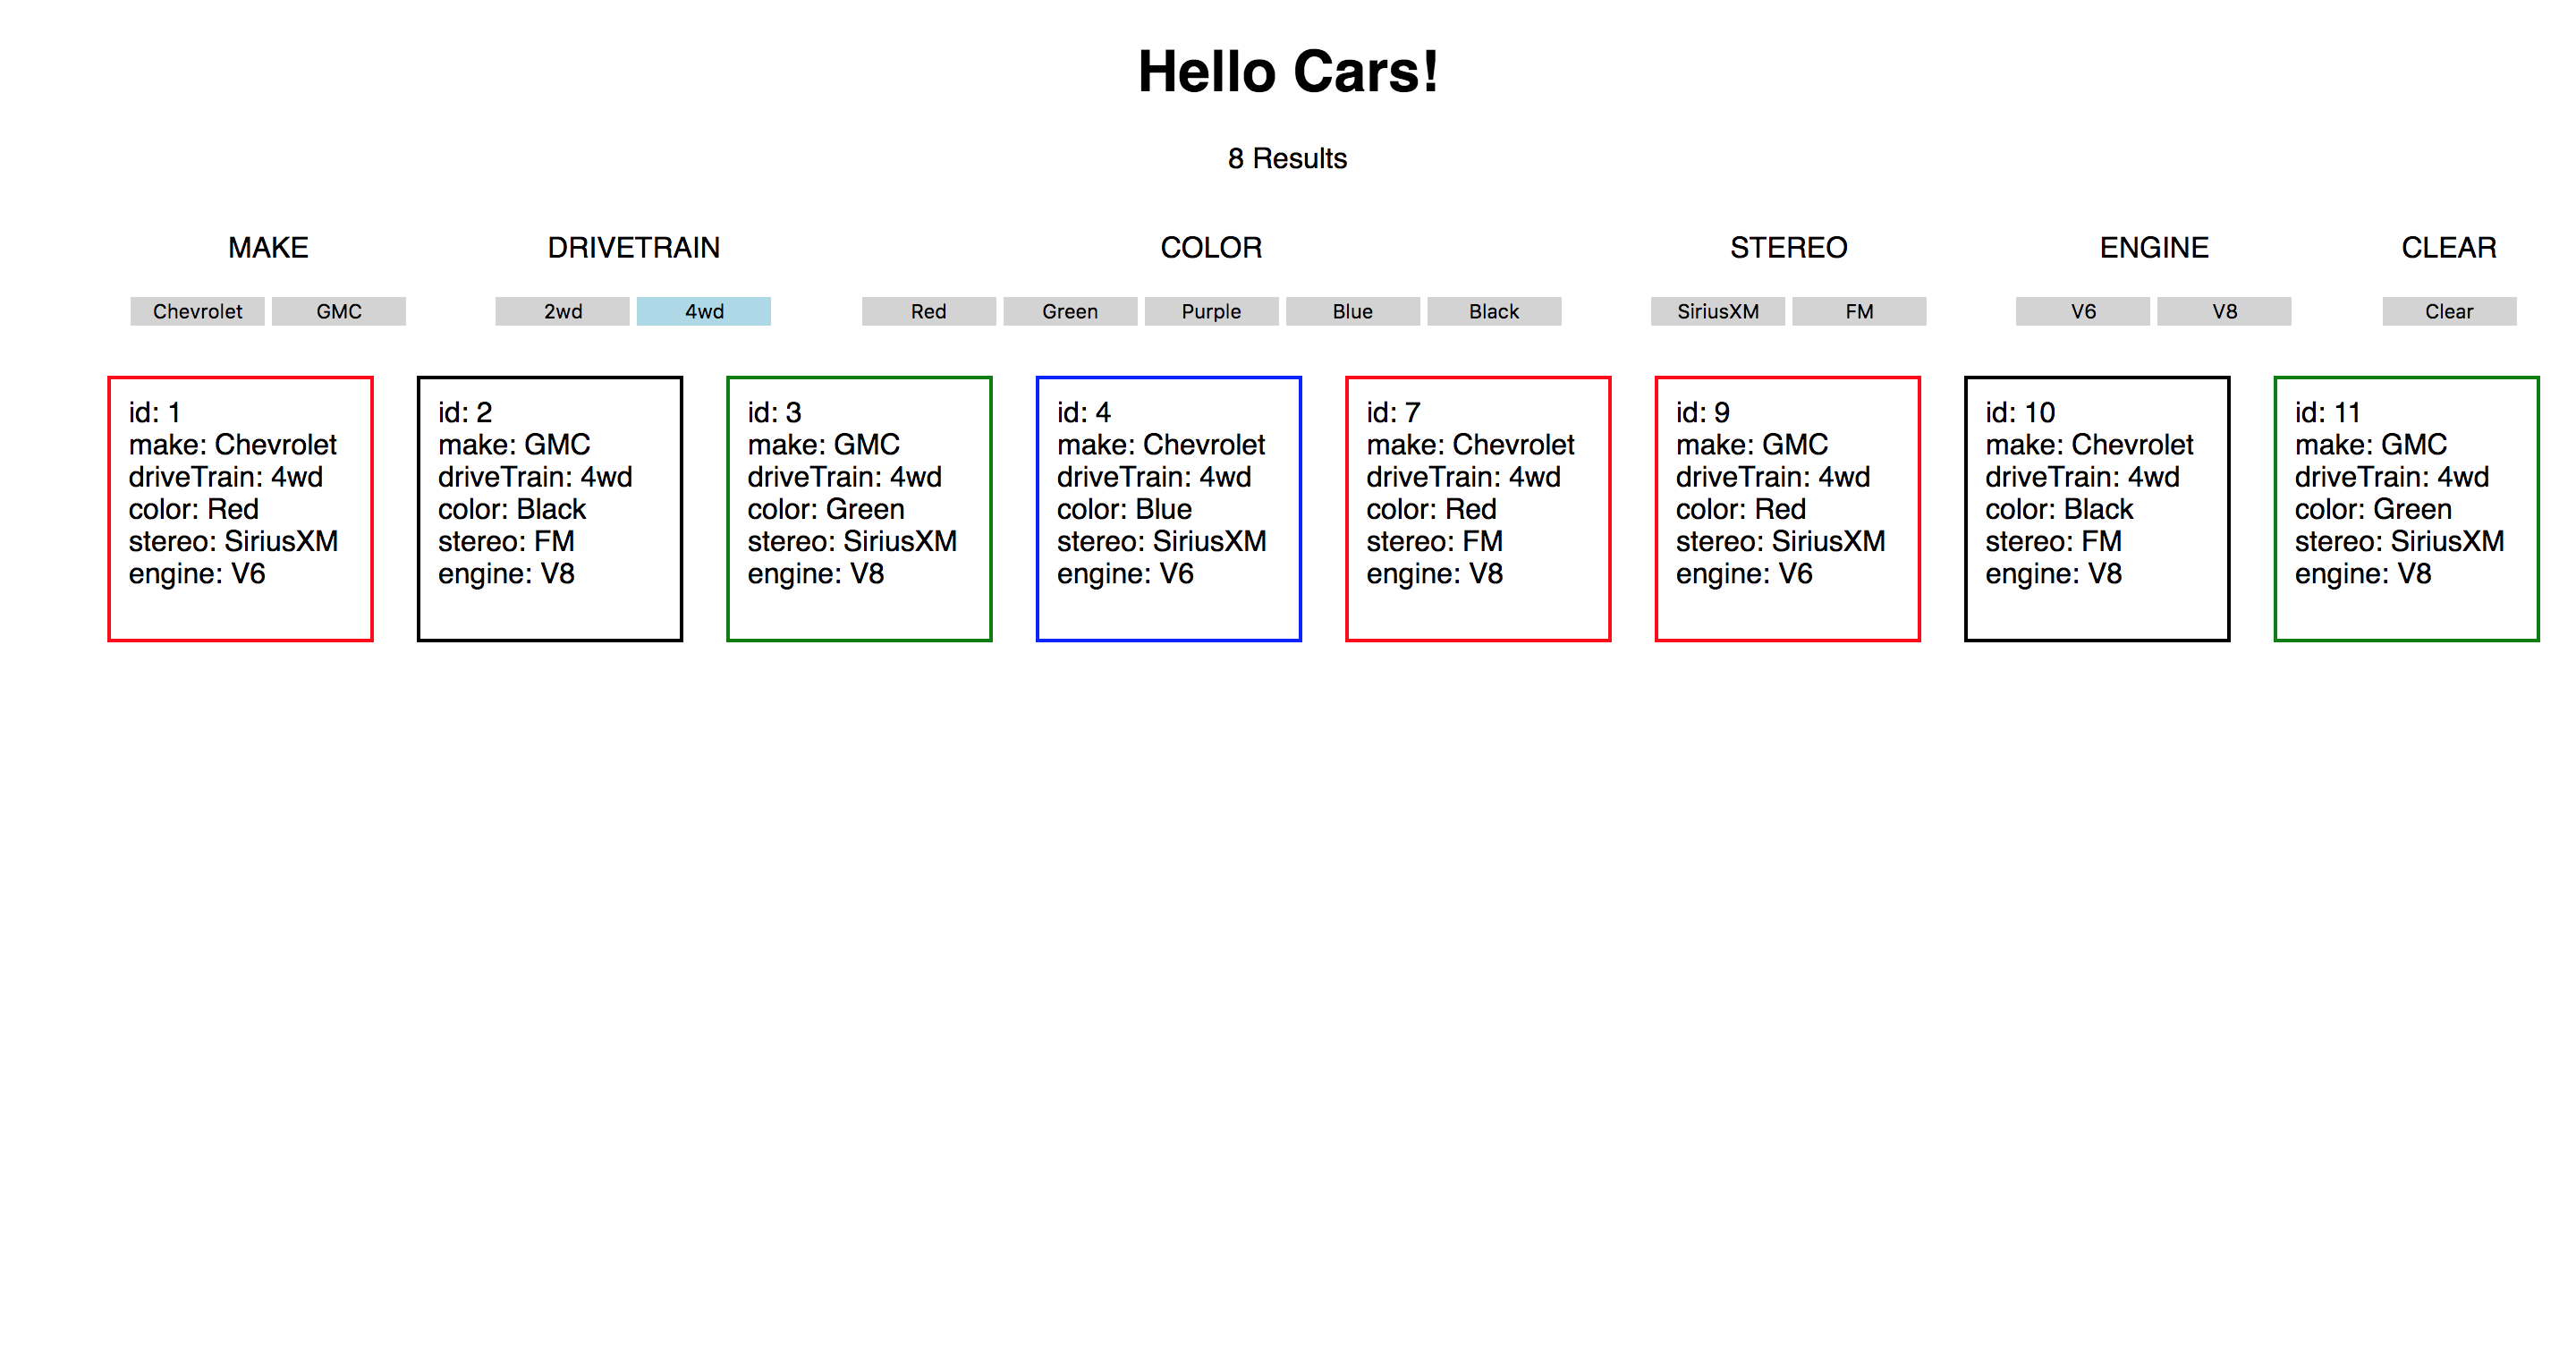 Hello Cars!
8 Results
MAKE
Chevrolet GMC
DRIVETRAIN
2wd 4wd
COLOR
Red Green Purple Blue Black
STEREO
SiriusXM FM
ENGINE
V6 V8
CLEAR
Clear
id: 1
make: Chevrolet
driveTrain: 4wd
color: Red
stereo: SiriusXM
engine: V6
id: 2
make: GMC
driveTrain: 4wd
color: Black
stereo: FM
engine: V8
id: 3
make: GMC
driveTrain: 4wd
color: Green
stereo: SiriusXM
engine: V8
id: 4
make: Chevrolet
driveTrain: 4wd
color: Blue
stereo: SiriusXM
engine: V6
id: 7
make: Chevrolet
driveTrain: 4wd
color: Red
stereo: FM
engine: V8
id: 9
make: GMC
driveTrain: 4wd
color: Red
stereo: SiriusXM
engine: V6
id: 10
make: Chevrolet
driveTrain: 4wd
color: Black
stereo: FM
engine: V8
id: 11
make: GMC
driveTrain: 4wd
color: Green
stereo: SiriusXM
engine: V8